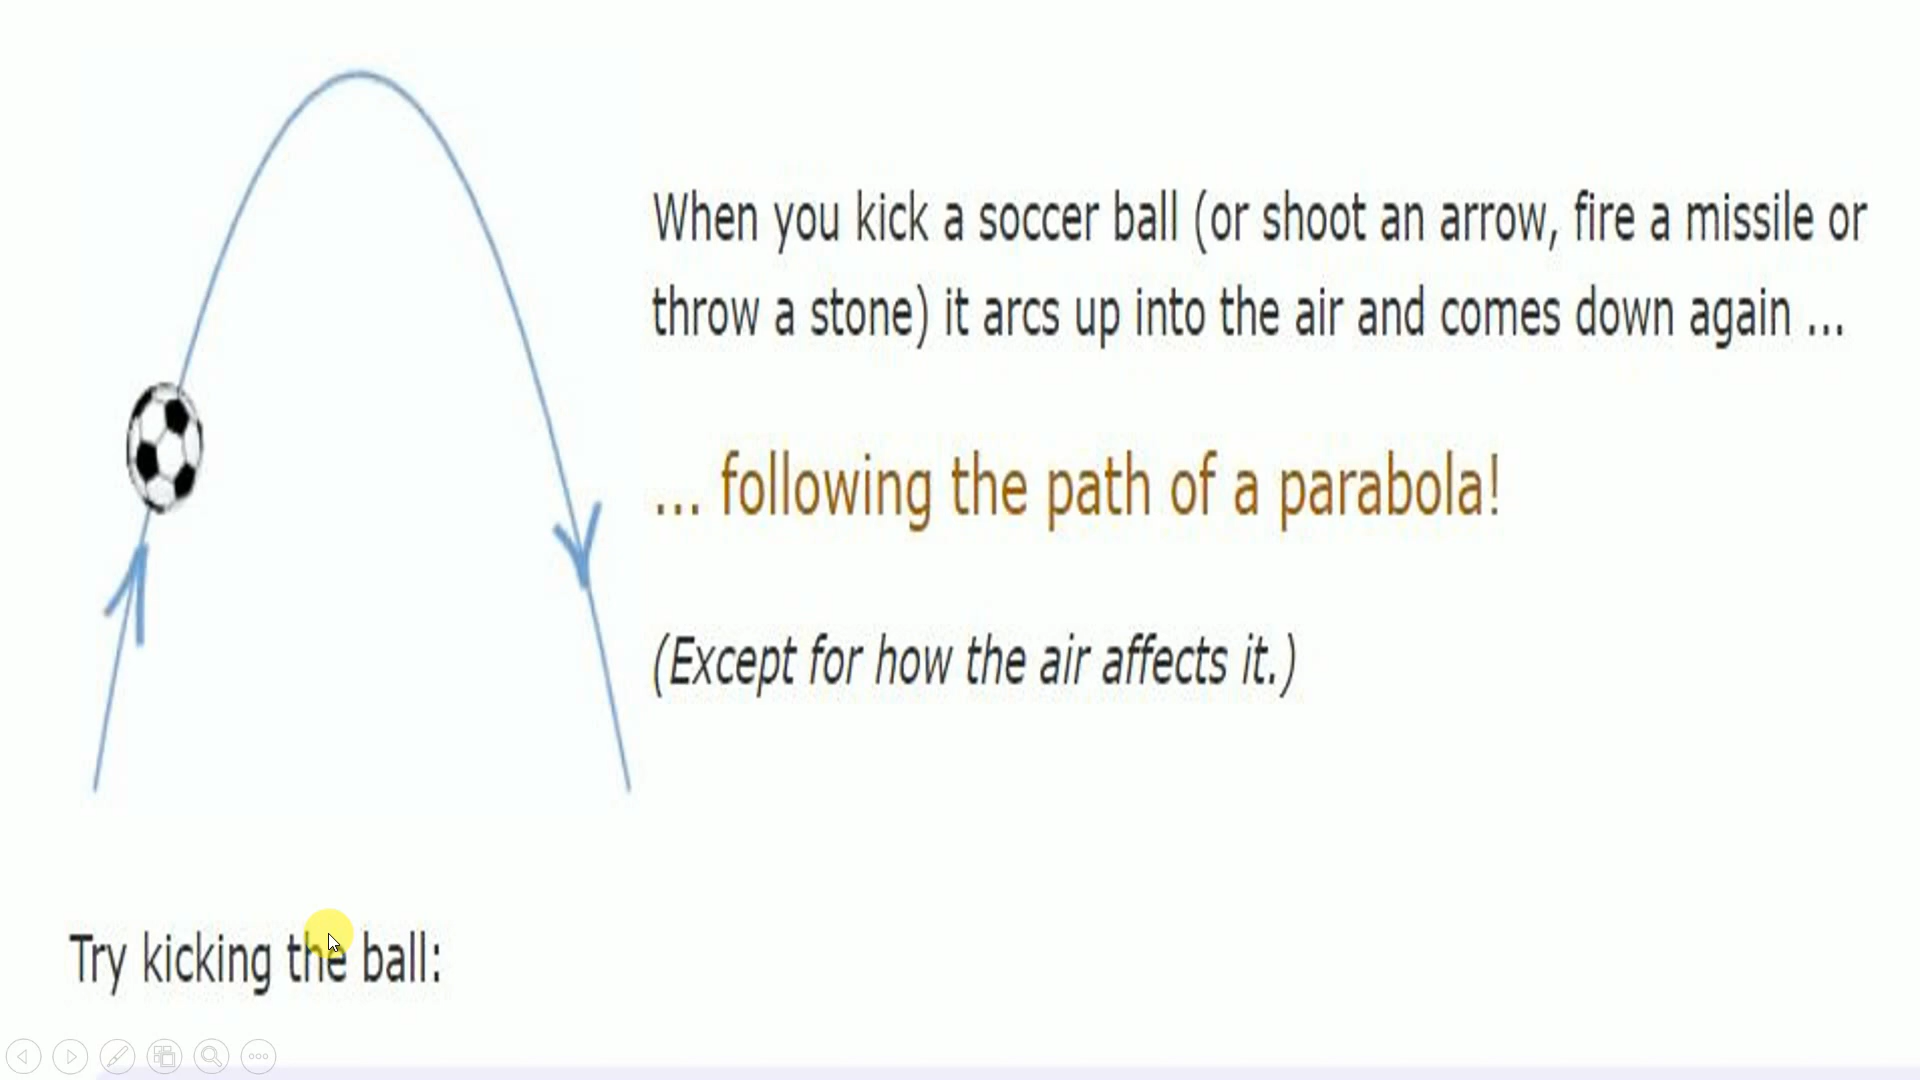 When you kick a soccer ball (or shoot an arrow, fire a missile or
throw a stone) it arcs up into the air and comes down again ...
... following the path of a parabola!
(Except for how the air affects it.)
Try kicking the ball: